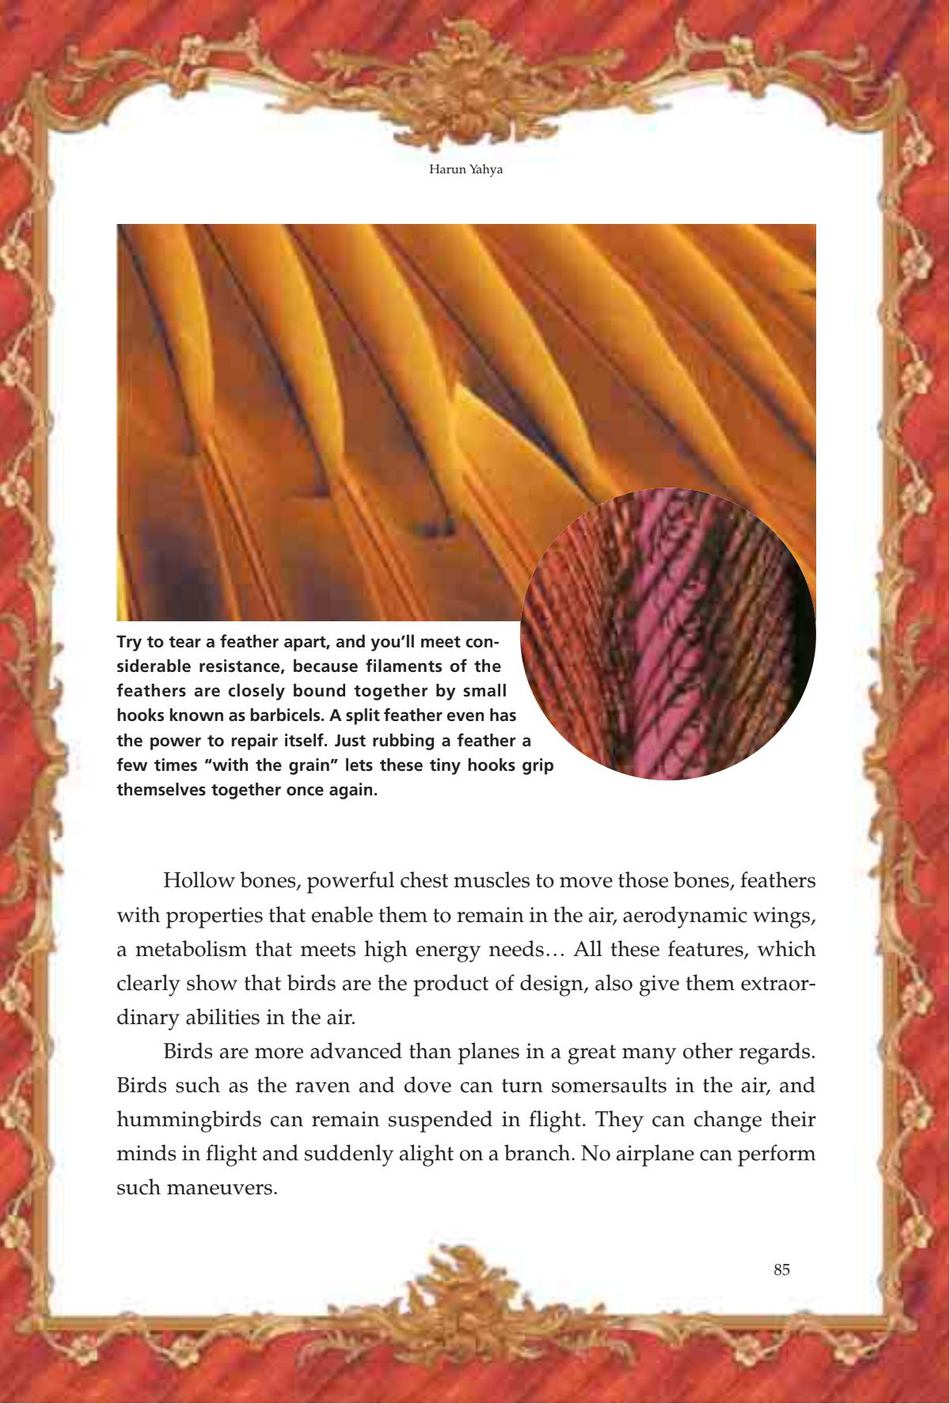 Harun Yahya
Try to tear a feather apart, and you’ll meet con-
siderable resistance, because filaments of the
feathers are closely bound together by small
hooks known as barbicels. A split feather even has
the power to repair itself. Just rubbing a feather a
few times “with the grain” lets these tiny hooks grip
themselves together once again.
Hollow bones, powerful chest muscles to move those bones, feathers
with properties that enable them to remain in the air, aerodynamic wings,
a metabolism that meets high energy needs… All these features, which
clearly show that birds are the product of design, also give them extraor-
dinary abilities in the air.
Birds are more advanced than planes in a great many other regards.
Birds such as the raven and dove can turn somersaults in the air, and
hummingbirds can remain suspended in flight. They can change their
minds in flight and suddenly alight on a branch. No airplane can perform
such maneuvers.
85